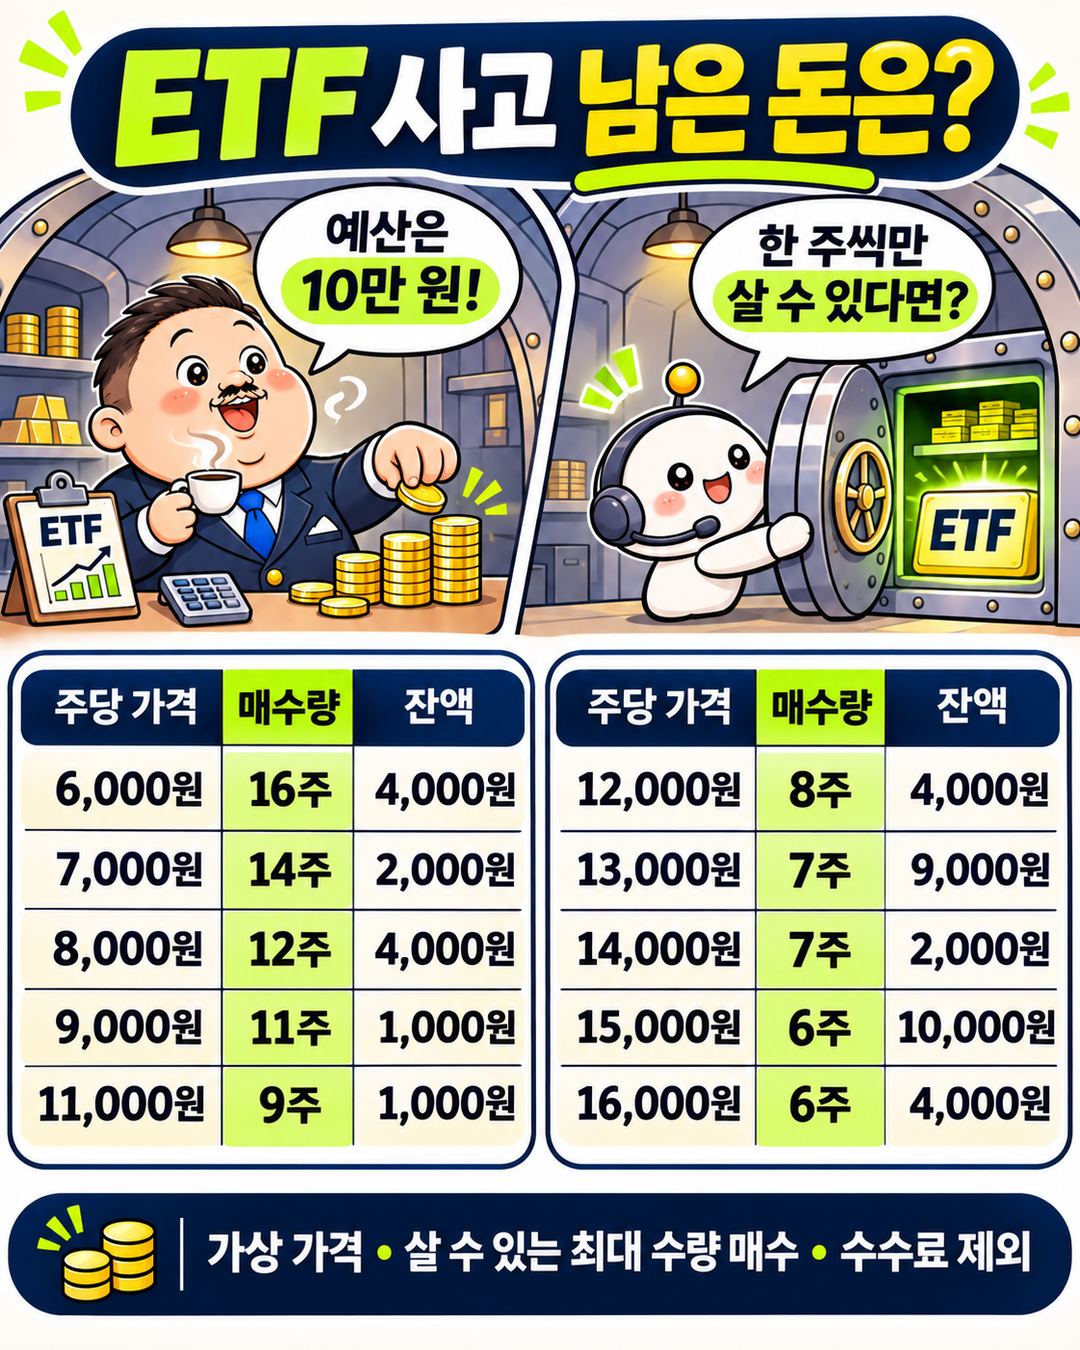 ETF 사고 남은 돈은?
예산은
10만 원!
한 주씩만
살 수 있다면?
ETF
ETF
주당 가격 매수량 잔액
6,000원 16주 4,000원
7,000원 14주 2,000원
8,000원 12주 4,000원
9,000원 11주 1,000원
11,000원 9주 1,000원
주당 가격 매수량 잔액
12,000원 8주 4,000원
13,000원 7주 9,000원
14,000원 7주 2,000원
15,000원 6주 10,000원
16,000원 6주 4,000원
가상 가격 • 살 수 있는 최대 수량 매수 • 수수료 제외